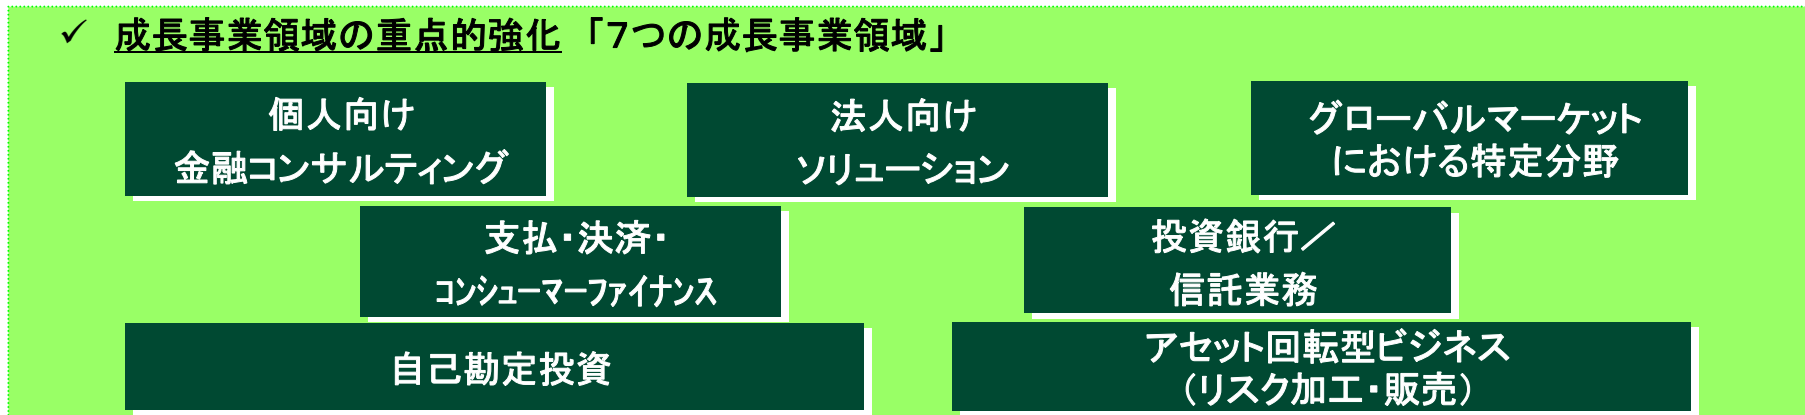 ✓ 成長事業領域の重点的強化 「7つの成長事業領域」
個人向け
金融コンサルティング
法人向け
ソリューション
グローバルマーケット
における特定分野
支払・決済・
コンシューマーファイナンス
投資銀行／
信託業務
自己勘定投資
アセット回転型ビジネス
（リスク加工・販売）